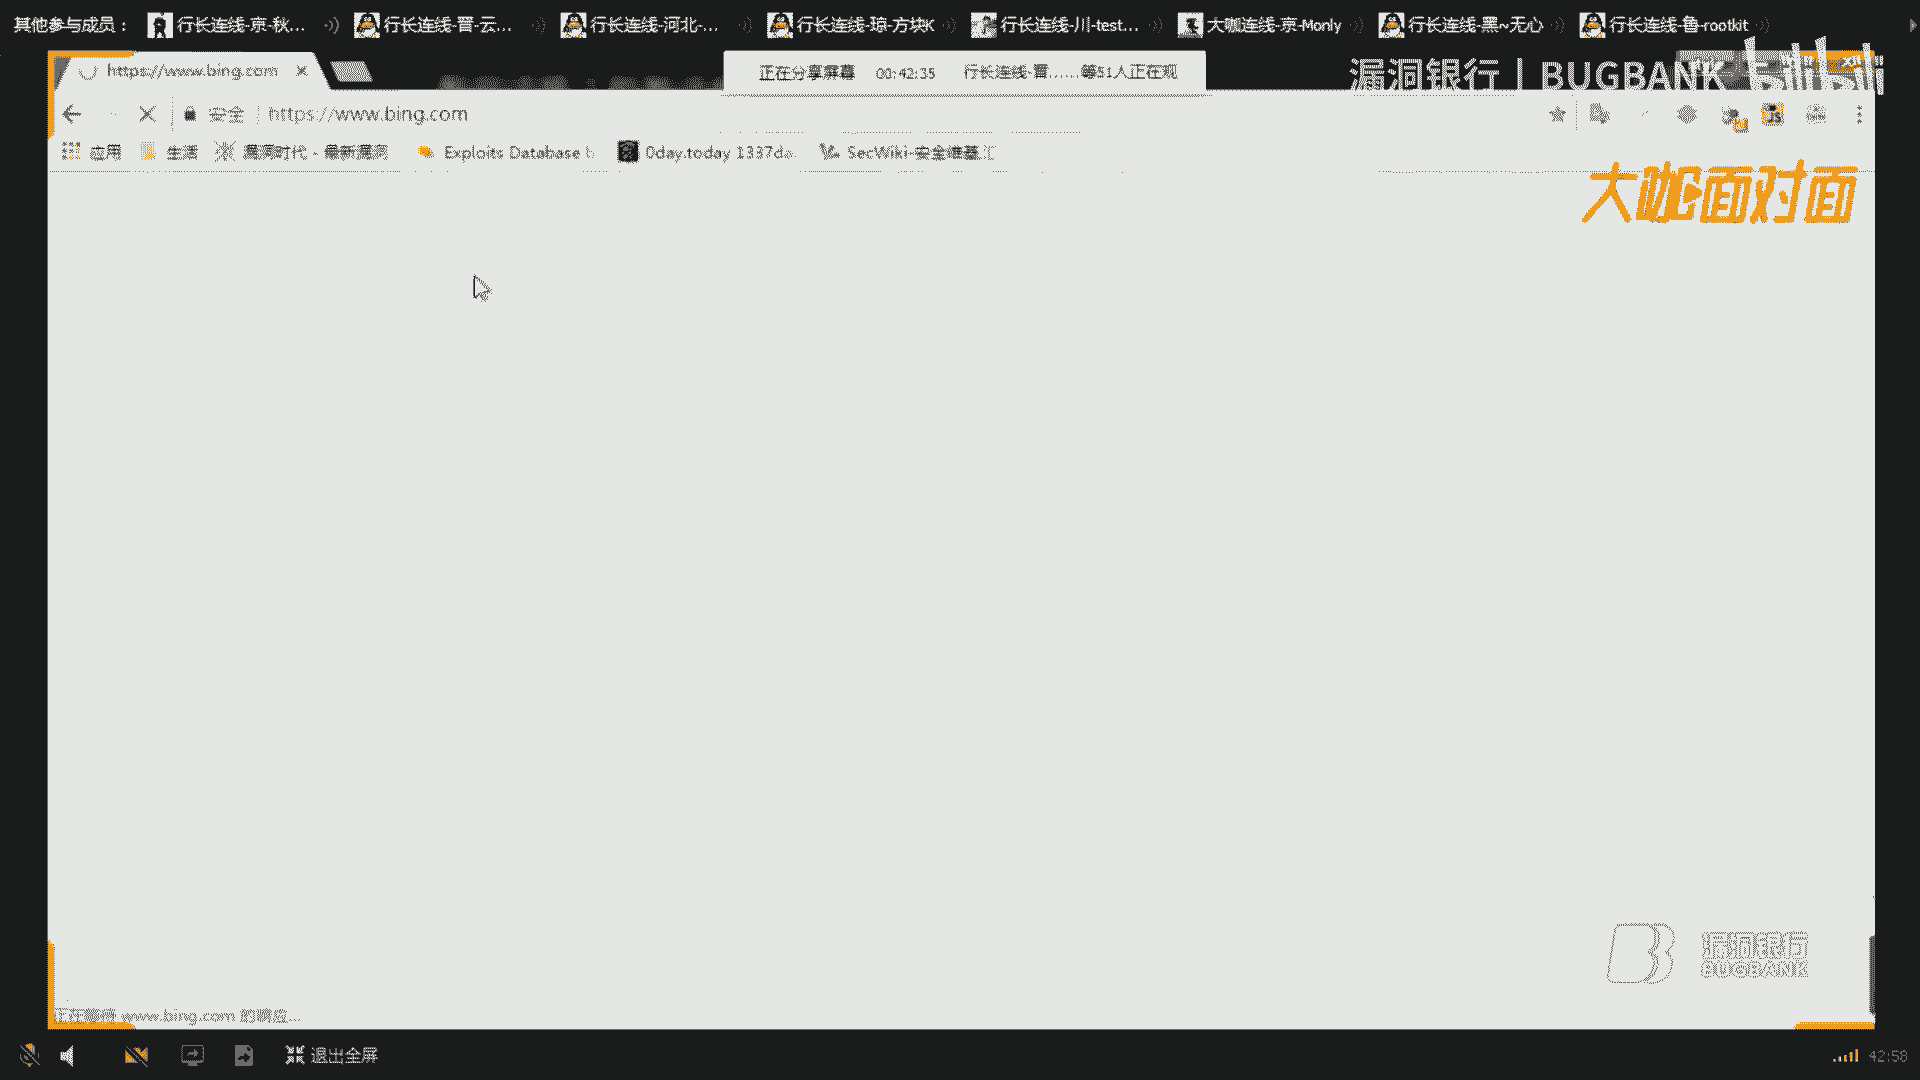 其他参与成员： 行长连线-京-秋... 行长连线-晋-云... 行长连线-河北-... 行长连线-琼-方块K 行长连线-川-test... 大咖连线-京-Monly 行长连线-黑~无心 行长连线-鲁-rootkit
https://www.bing.com 正在分享屏幕 00:42:35 行长连线-晋......等51人正在观 漏洞银行 | BUGBANK bilibili
安全 https://www.bing.com
应用 生活 漏洞时代 - 最新漏洞 Exploits Database b 0day.today 1337da SecWiki-安全维基,汇
大咖面对面
漏洞银行
BUGBANK
正在等待 www.bing.com 的响应...
退出全屏 42:58